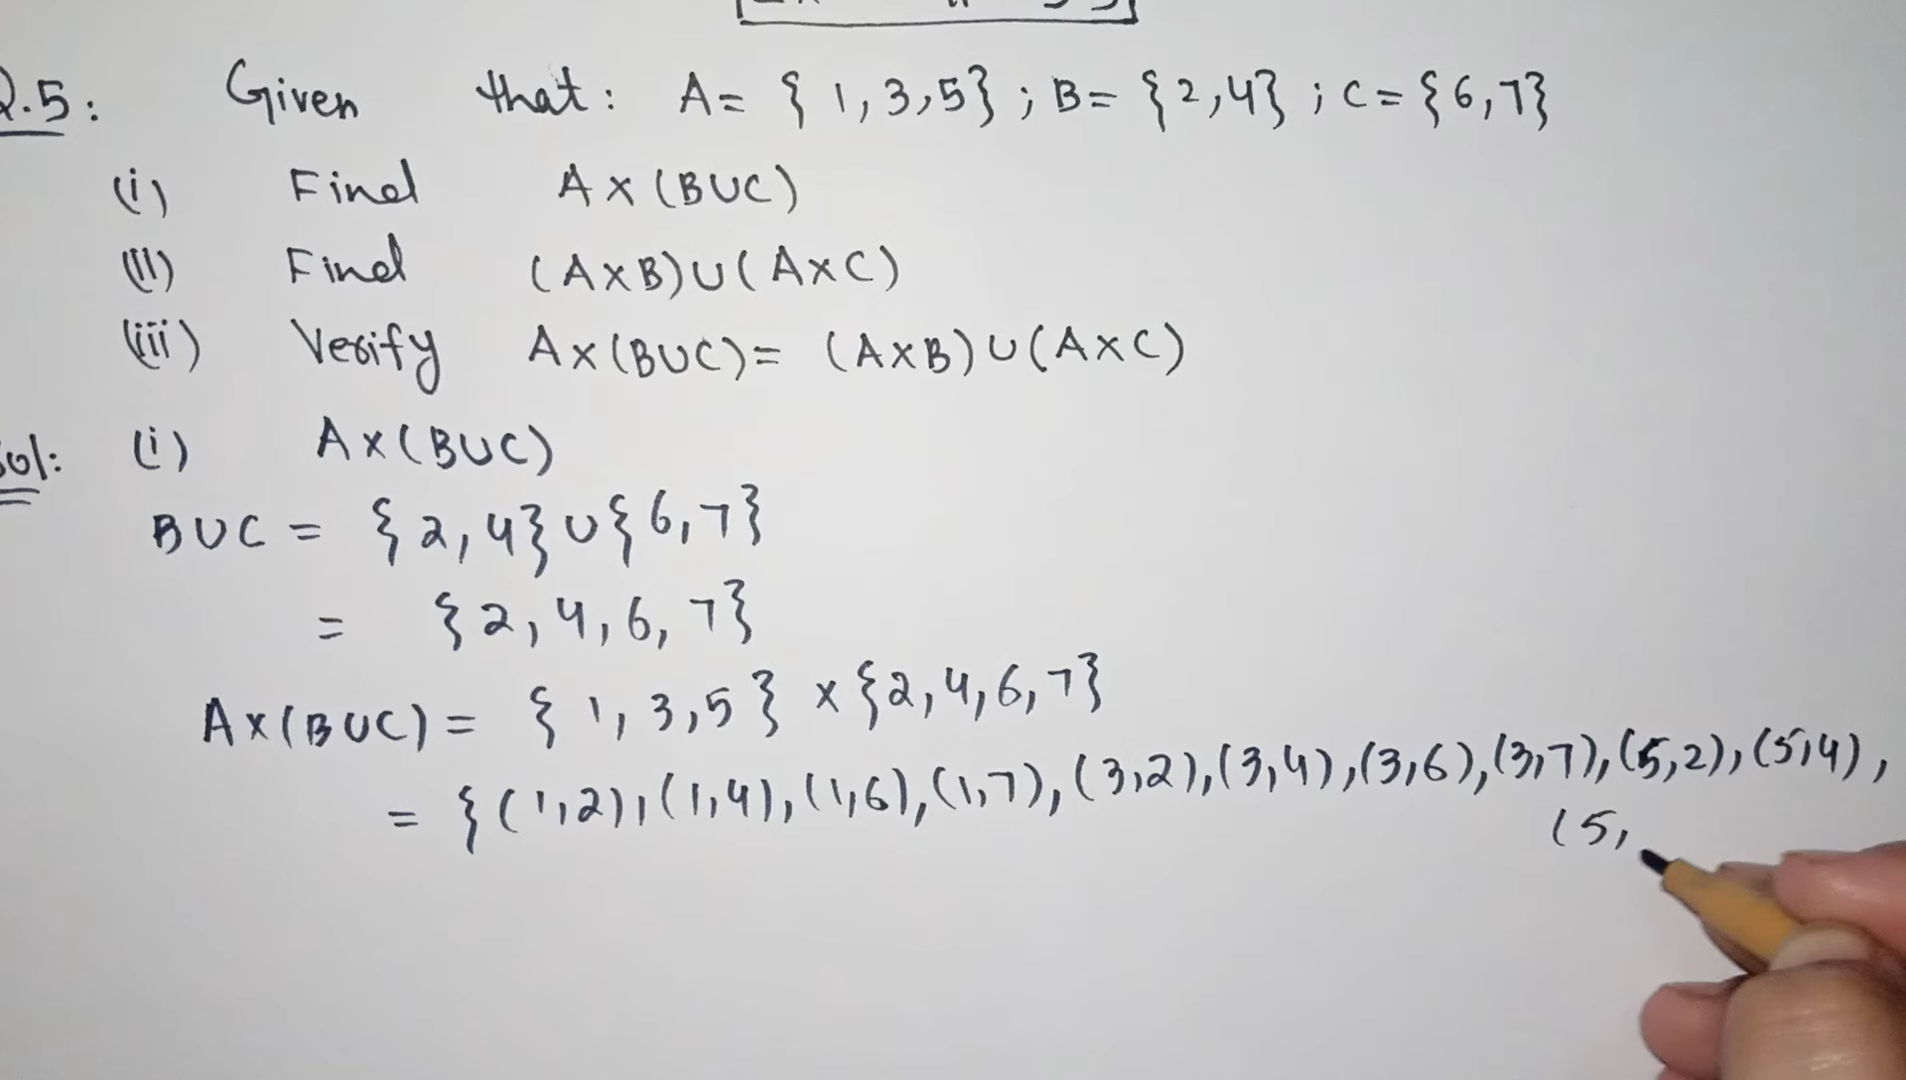 Q.5: Given that: A= { 1, 3, 5} ; B= {2,4} ; C= {6,7}
(i) Find A×(B∪C)
(ii) Find (A×B)∪(A×C)
(iii) Verify A×(B∪C)= (A×B)∪(A×C)
Sol: (i) A×(B∪C)
B∪C = {2,4}∪{6,7}
= {2,4,6,7}
A×(B∪C)= { 1, 3,5} × {2,4,6,7}
= {(1,2),(1,4),(1,6),(1,7),(3,2),(3,4),(3,6),(3,7),(5,2),(5,4),
(5,